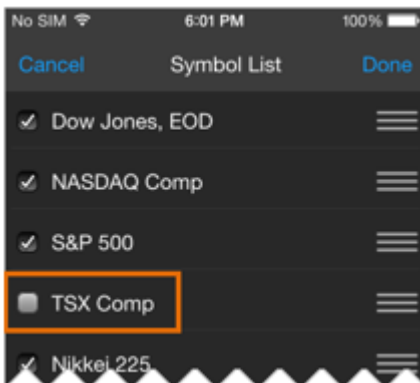 No SIM 6:01 PM 100%
Cancel Symbol List Done
Dow Jones, EOD
NASDAQ Comp
S&P 500
TSX Comp
Nikkei 225